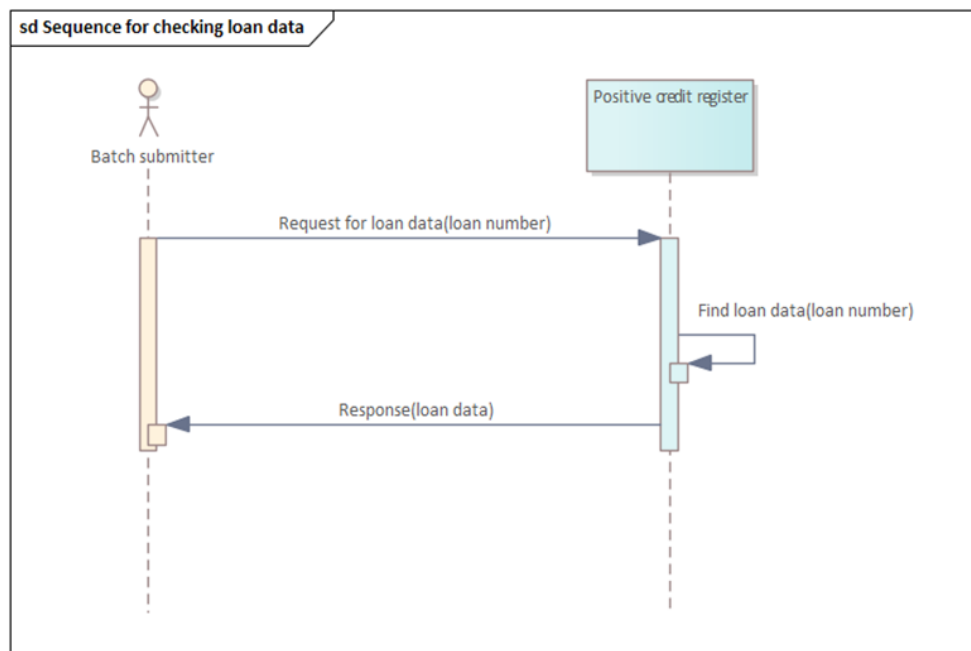 sd Sequence for checking loan data
Batch submitter
Positive credit register
Request for loan data(loan number)
Find loan data(loan number)
Response(loan data)